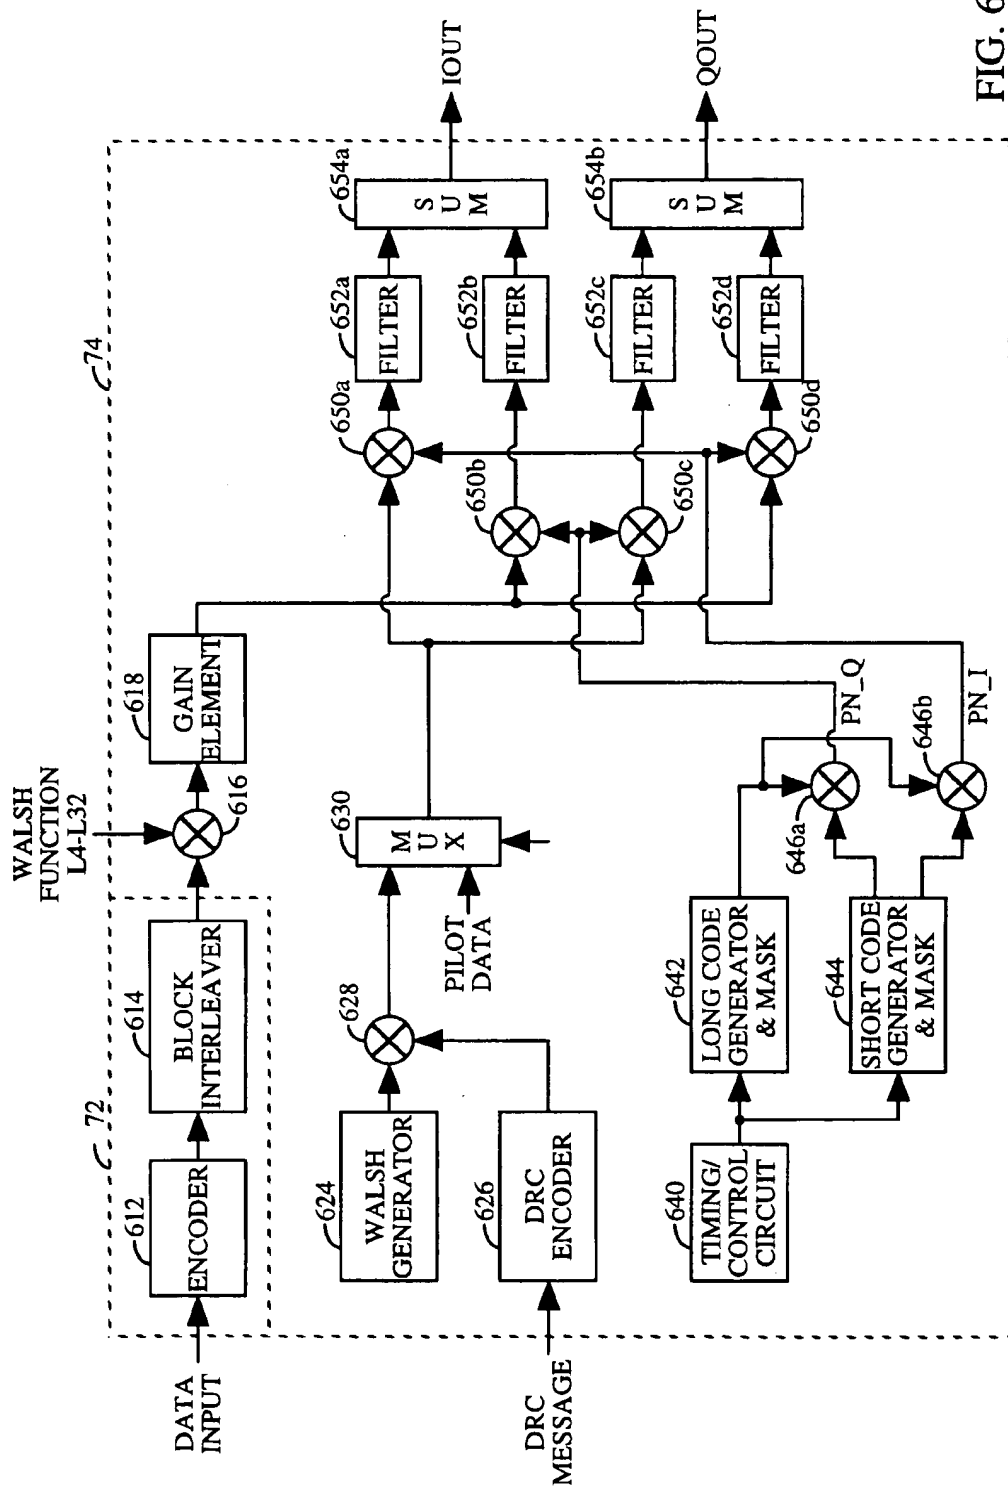 FIG. 6
74
72
WALSH
FUNCTION
L4-L32
DATA
INPUT
612
ENCODER
614
BLOCK
INTERLEAVER
616
618
GAIN
ELEMENT
624
WALSH
GENERATOR
628
630
MUX
PILOT
DATA
626
DRC
ENCODER
DRC
MESSAGE
640
TIMING/
CONTROL
CIRCUIT
642
LONG CODE
GENERATOR
& MASK
644
SHORT CODE
GENERATOR
& MASK
646a
PN_Q
646b
PN_I
650a
650b
650c
650d
652a
FILTER
652b
FILTER
652c
FILTER
652d
FILTER
654a
SUM
IOUT
654b
SUM
QOUT